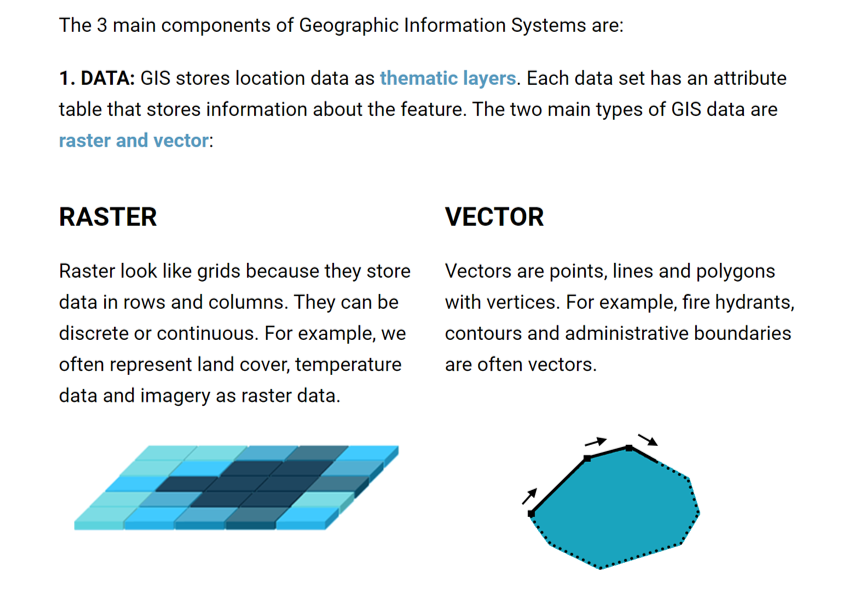 The 3 main components of Geographic Information Systems are:
1. DATA: GIS stores location data as thematic layers. Each data set has an attribute
table that stores information about the feature. The two main types of GIS data are
raster and vector:
RASTER
Raster look like grids because they store
data in rows and columns. They can be
discrete or continuous. For example, we
often represent land cover, temperature
data and imagery as raster data.
VECTOR
Vectors are points, lines and polygons
with vertices. For example, fire hydrants,
contours and administrative boundaries
are often vectors.